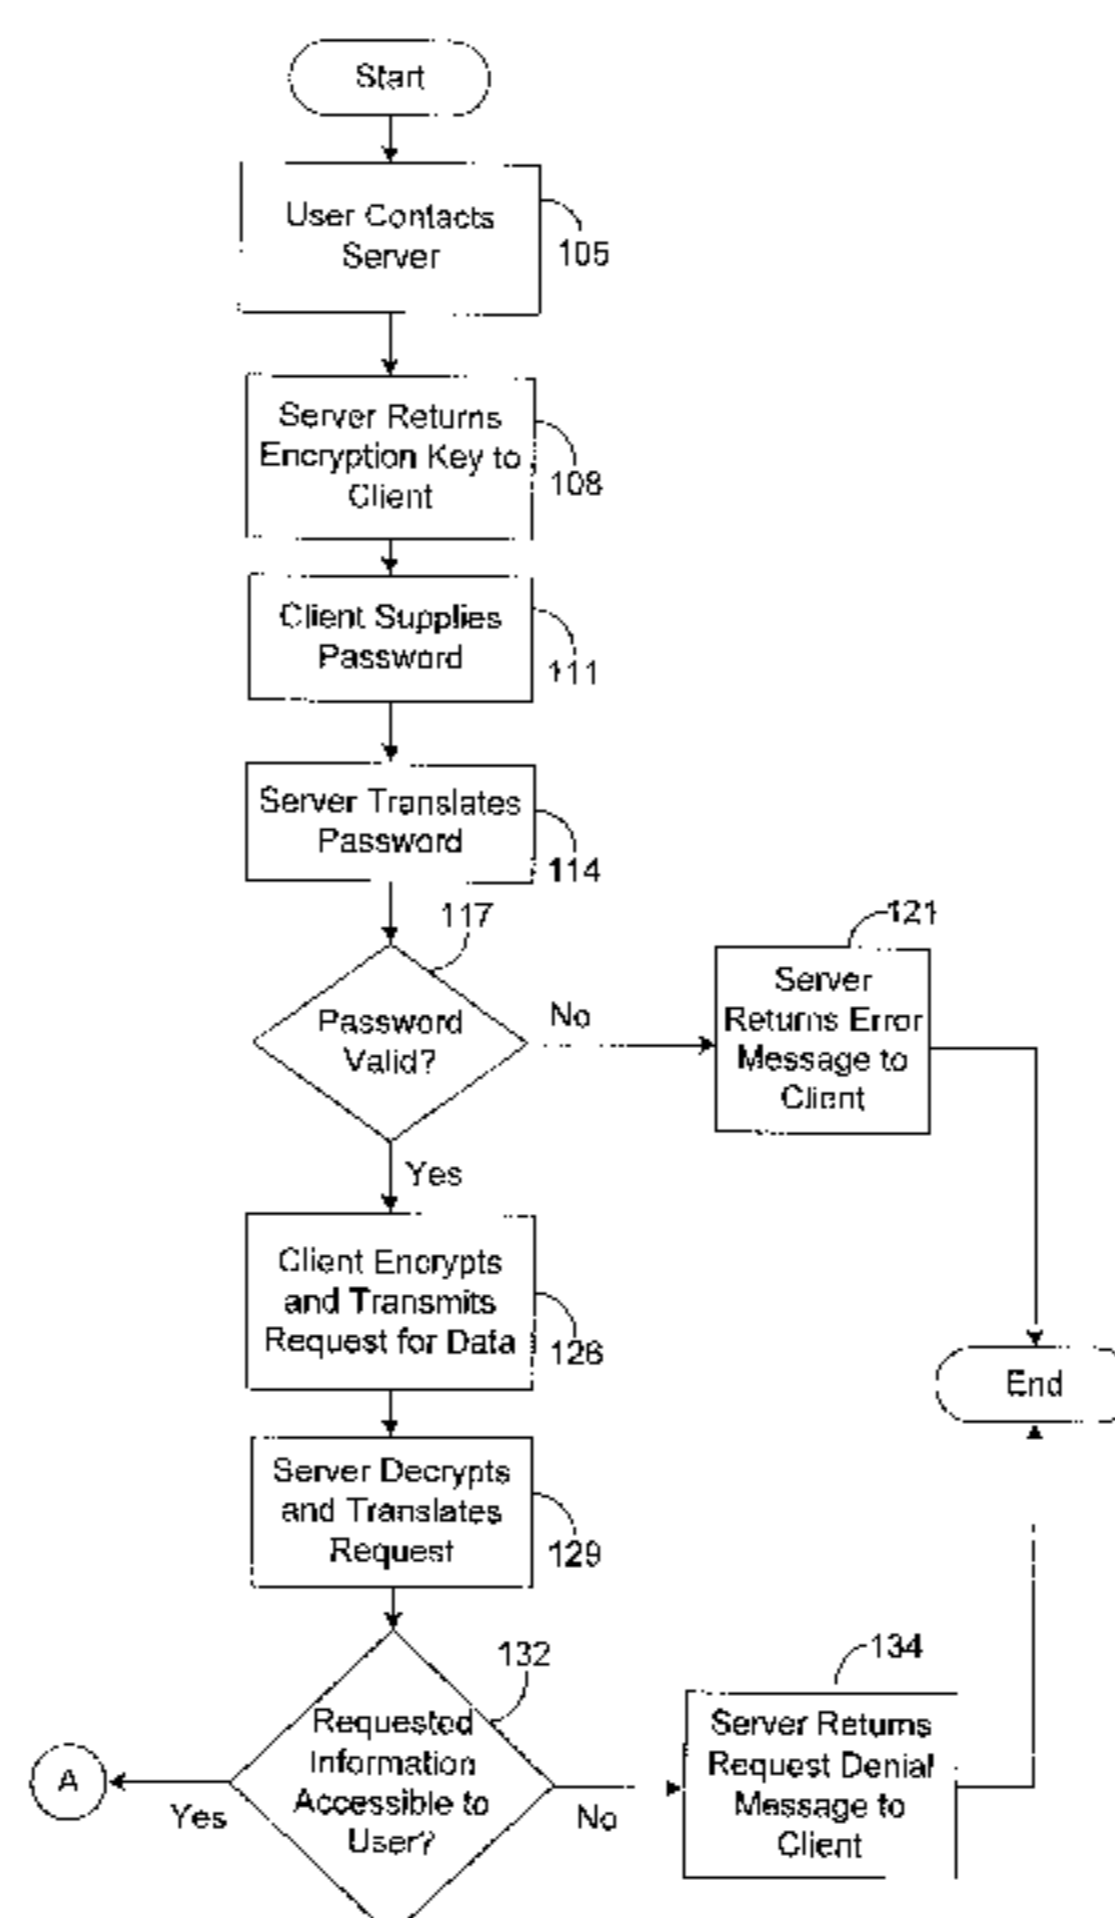 Start
User Contacts
Server
105
Server Returns
Encryption Key to
Client
108
Client Supplies
Password
111
Server Translates
Password
114
117
Password
Valid?
No
121
Server
Returns Error
Message to
Client
Yes
Client Encrypts
and Transmits
Request for Data
126
End
Server Decrypts
and Translates
Request
129
132
Requested
Information
Accessible to
User?
A
Yes
No
134
Server Returns
Request Denial
Message to
Client